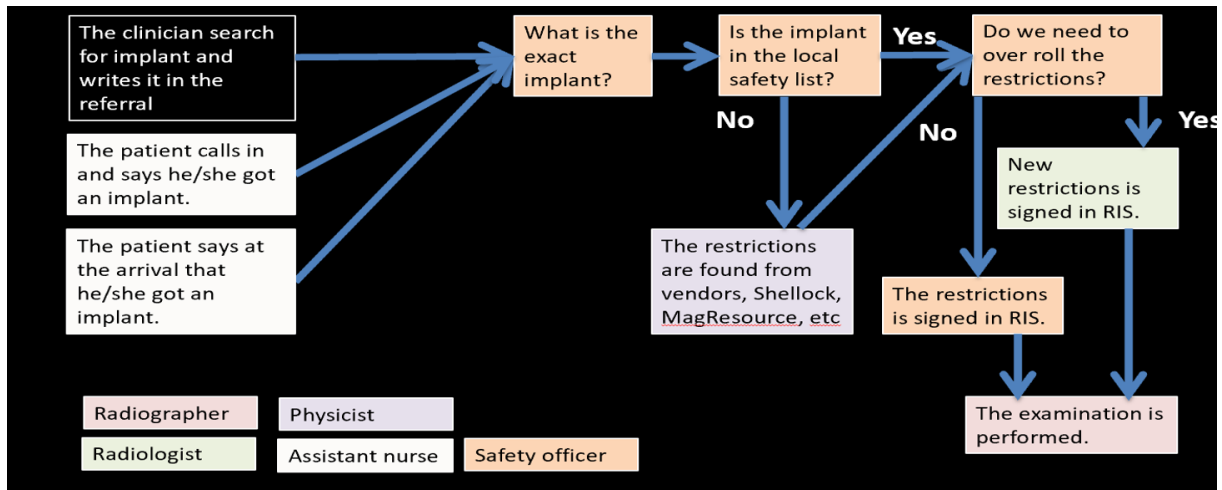 The clinician search
for implant and
writes it in the
referral
The patient calls in
and says he/she got
an implant.
The patient says at
the arrival that
he/she got an
implant.
What is the
exact
implant?
Is the implant
in the local
safety list?
Yes
No
Do we need to
over roll the
restrictions?
No
Yes
New
restrictions is
signed in RIS.
The restrictions
are found from
vendors, Shellock,
MagResource, etc
The restrictions
is signed in RIS.
The examination is
performed.
Radiographer
Physicist
Radiologist
Assistant nurse
Safety officer